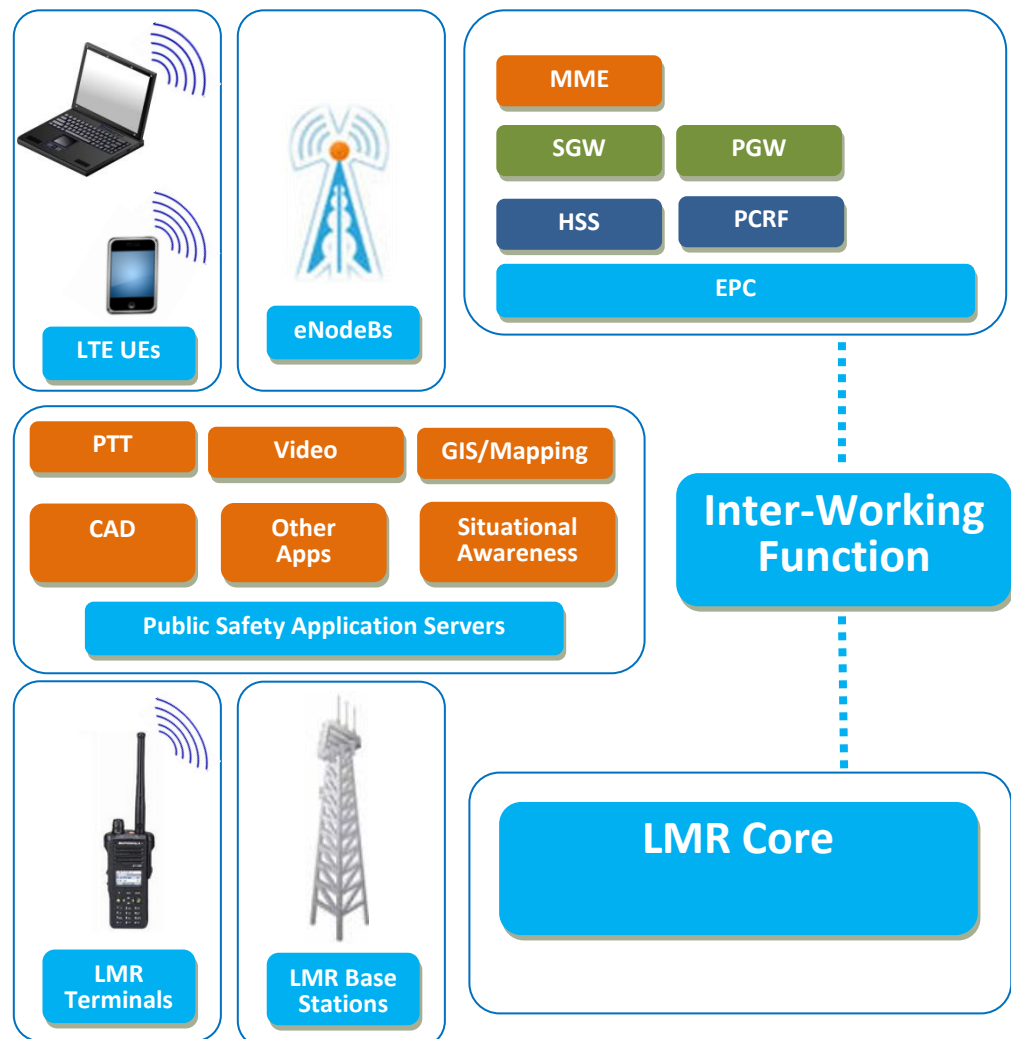 MME
SGW
PGW
HSS
PCRF
EPC
LTE UEs
eNodeBs
PTT
Video
GIS/Mapping
CAD
Other
Apps
Situational
Awareness
Public Safety Application Servers
Inter-Working
Function
LMR
Terminals
LMR Base
Stations
LMR Core
MOTOROLA